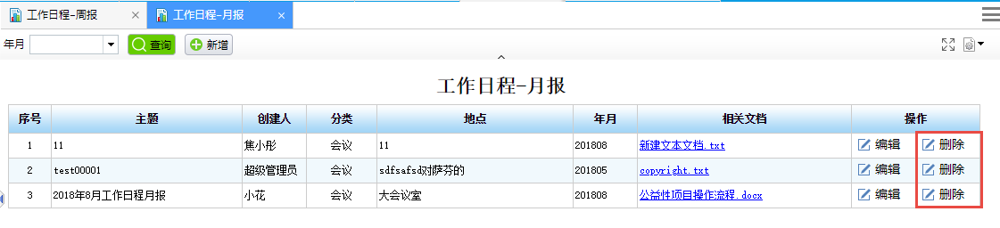 工作日程-周报 × 工作日程-月报 ×
年月 查询 新增
工作日程-月报
序号 主题 创建人 分类 地点 年月 相关文档 操作
1 11 焦小彤 会议 11 201808 新建文本文档.txt 编辑 删除
2 test00001 超级管理员 会议 sdfsafsd对萨芬的 201805 copyright.txt 编辑 删除
3 2018年8月工作日程月报 小花 会议 大会议室 201808 公益性项目操作流程.docx 编辑 删除